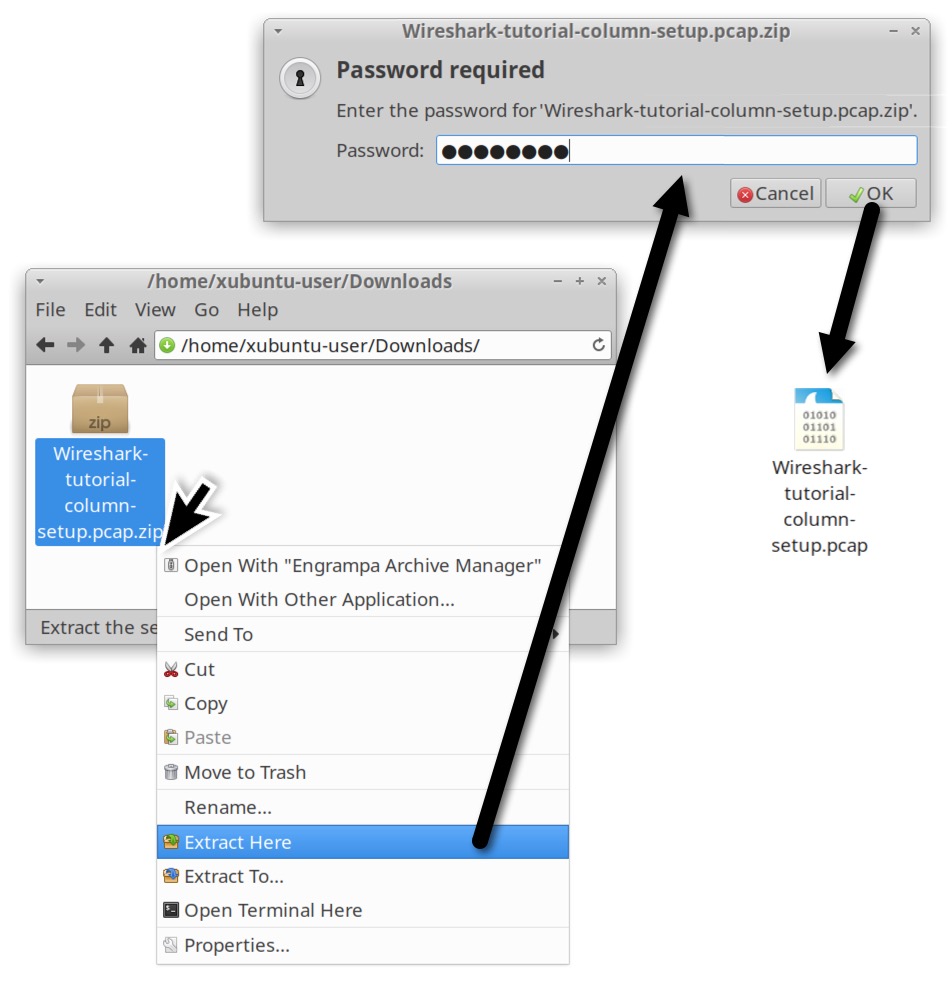 Wireshark-tutorial-column-setup.pcap.zip
Password required
Enter the password for 'Wireshark-tutorial-column-setup.pcap.zip'.
Password: ●●●●●●●●
Cancel OK
/home/xubuntu-user/Downloads
File Edit View Go Help
/home/xubuntu-user/Downloads/
zip
Wireshark-
tutorial-
column-
setup.pcap.zip
01010
01101
01110
Wireshark-
tutorial-
column-
setup.pcap
Extract the se
Open With "Engrampa Archive Manager"
Open With Other Application...
Send To
Cut
Copy
Paste
Move to Trash
Rename...
Extract Here
Extract To...
Open Terminal Here
Properties...